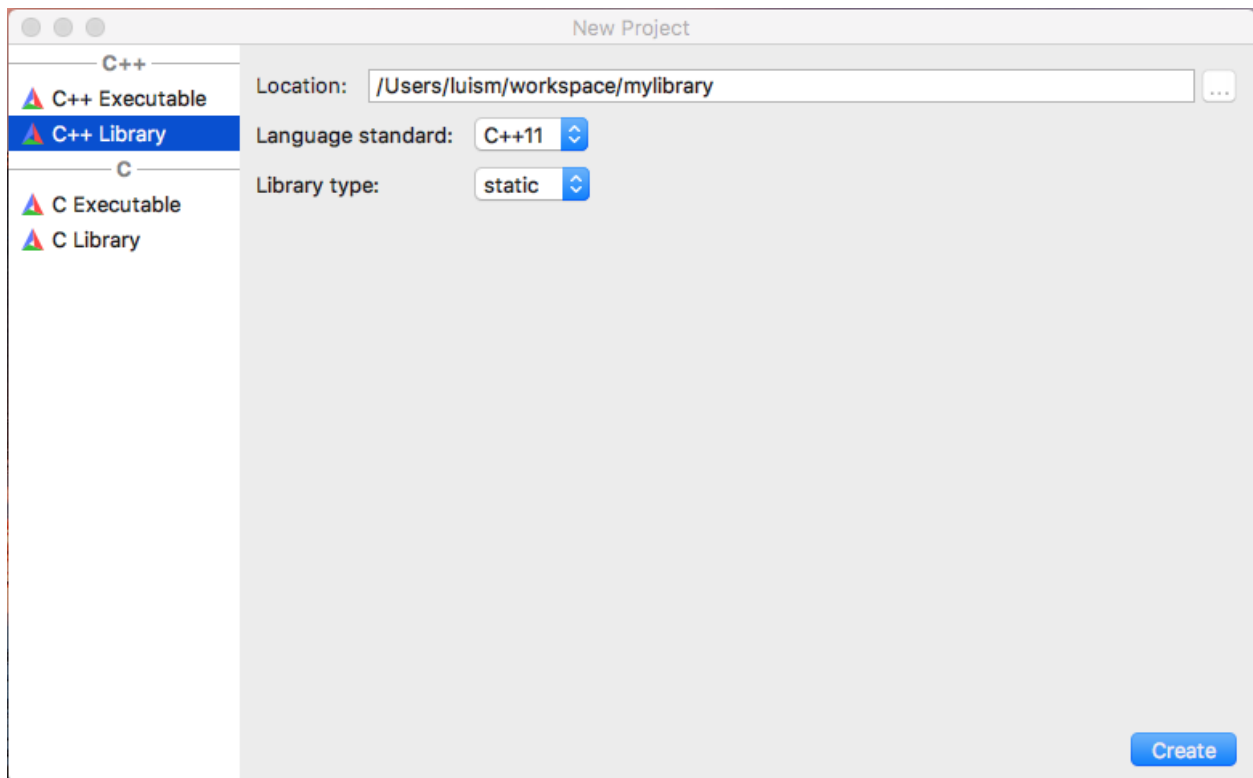 New Project
C++
C++ Executable
C++ Library
C
C Executable
C Library
Location: /Users/luism/workspace/mylibrary ...
Language standard: C++11
Library type: static
Create